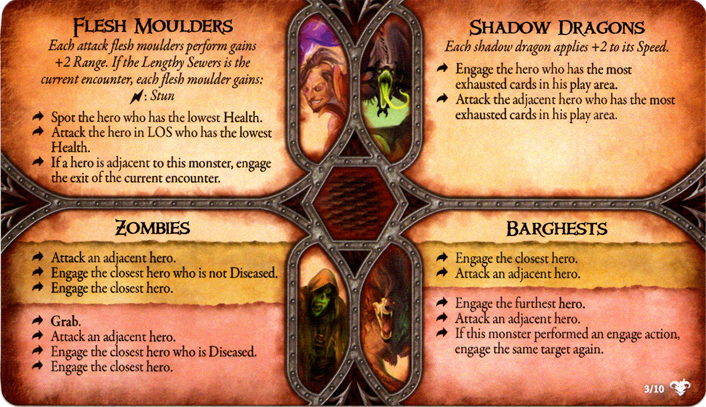 FLESH MOULDERS
Each attack flesh moulders perform gains
+2 Range. If the Lengthy Sewers is the
current encounter, each flesh moulder gains:
: Stun
Spot the hero who has the lowest Health.
Attack the hero in LOS who has the lowest
Health.
If a hero is adjacent to this monster, engage
the exit of the current encounter.
SHADOW DRAGONS
Each shadow dragon applies +2 to its Speed.
Engage the hero who has the most
exhausted cards in his play area.
Attack the adjacent hero who has the most
exhausted cards in his play area.
ZOMBIES
Attack an adjacent hero.
Engage the closest hero who is not Diseased.
Engage the closest hero.
Grab.
Attack an adjacent hero.
Engage the closest hero who is Diseased.
Engage the closest hero.
BARGHESTS
Engage the closest hero.
Attack an adjacent hero.
Engage the furthest hero.
Attack an adjacent hero.
If this monster performed an engage action,
engage the same target again.
3/10